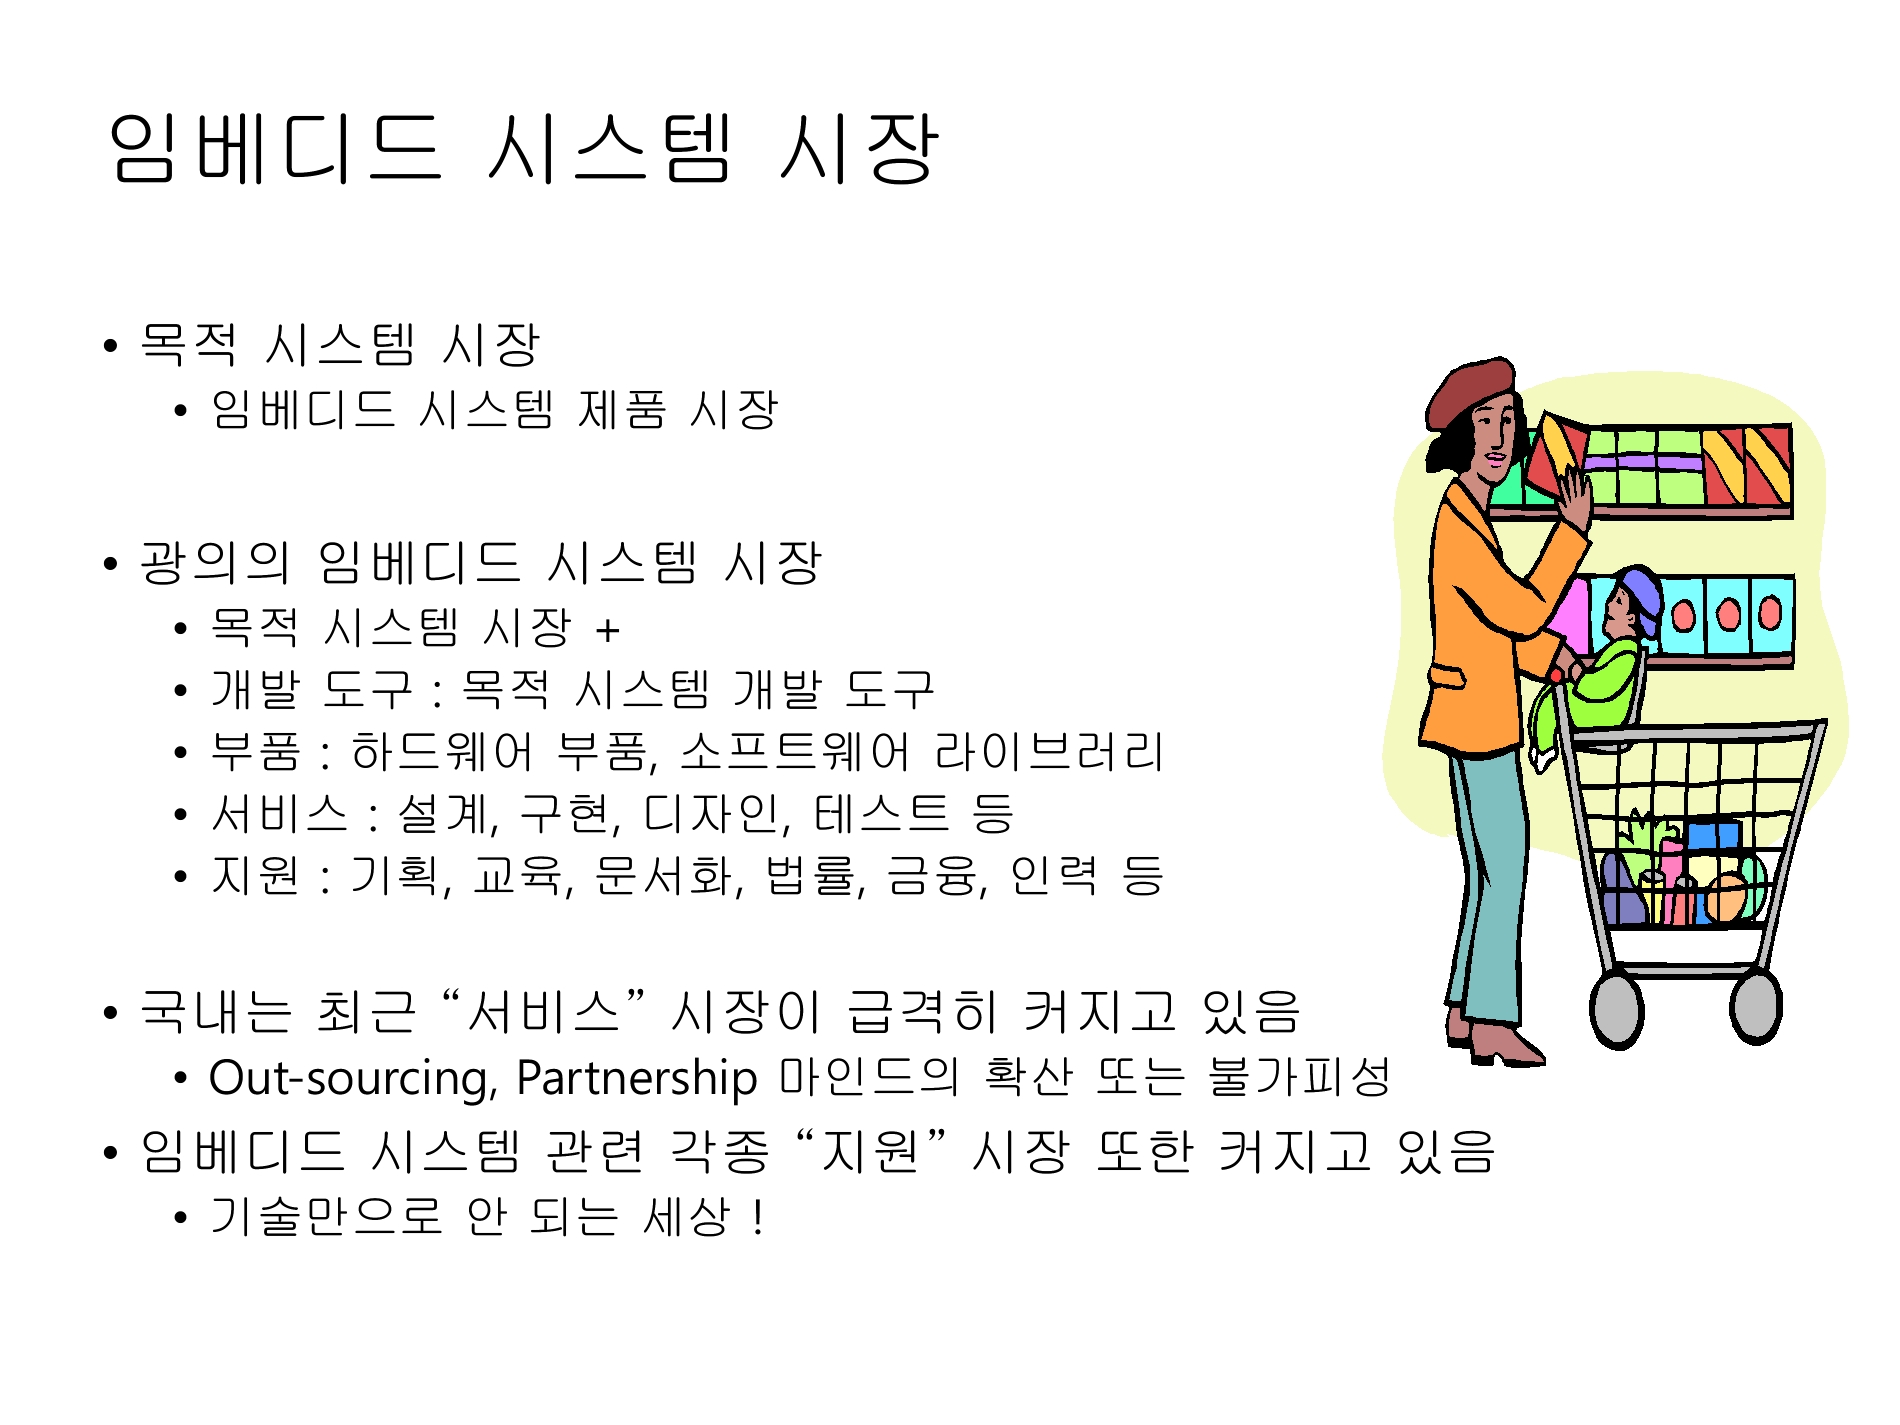 임베디드 시스템 시장
• 목적 시스템 시장
• 임베디드 시스템 제품 시장
• 광의의 임베디드 시스템 시장
• 목적 시스템 시장 +
• 개발 도구 : 목적 시스템 개발 도구
• 부품 : 하드웨어 부품, 소프트웨어 라이브러리
• 서비스 : 설계, 구현, 디자인, 테스트 등
• 지원 : 기획, 교육, 문서화, 법률, 금융, 인력 등
• 국내는 최근 “서비스” 시장이 급격히 커지고 있음
• Out-sourcing, Partnership 마인드의 확산 또는 불가피성
• 임베디드 시스템 관련 각종 “지원” 시장 또한 커지고 있음
• 기술만으로 안 되는 세상 !